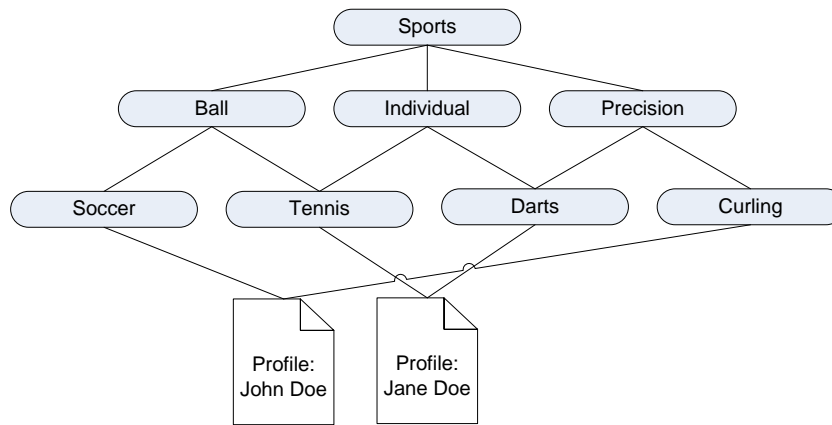 Sports
Ball
Individual
Precision
Soccer
Tennis
Darts
Curling
Profile:
John Doe
Profile:
Jane Doe